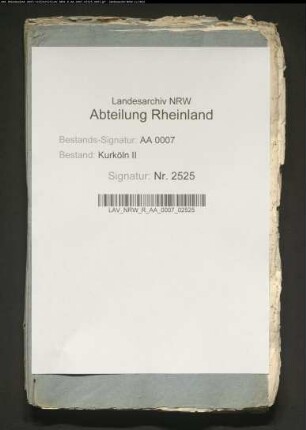 Landesarchiv NRW
Abteilung Rheinland
Bestands-Signatur: AA 0007
Bestand: Kurköln II
Signatur: Nr. 2525
LAV_NRW_R_AA_0007_02525